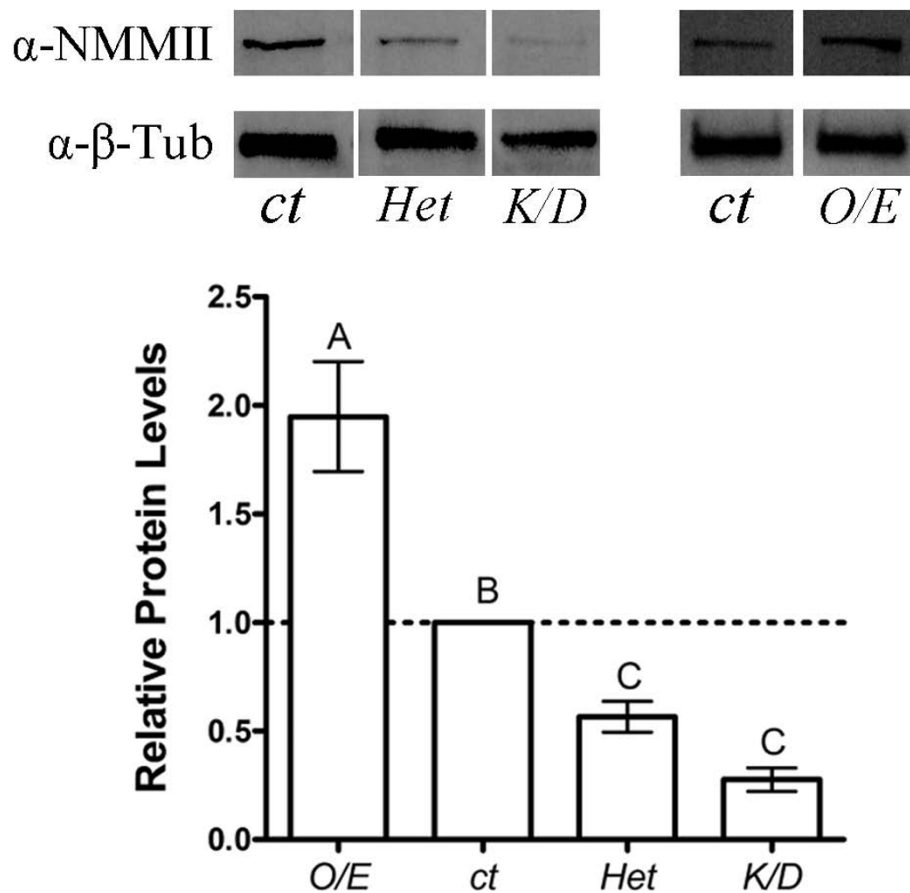 α-NMMII
α-β-Tub
ct Het K/D ct O/E
Relative Protein Levels
2.5
2.0
1.5
1.0
0.5
0.0
A
B
C
C
O/E ct Het K/D